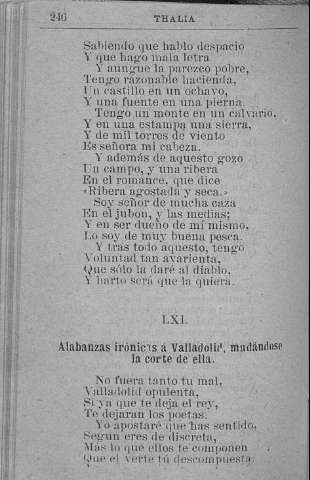 246 THALIA
Sabiendo que hablo despacio
Y que hago mala letra
Y aunque la parezco pobre,
Tengo razonable hacienda,
Un castillo en un ochavo,
Y una fuente en una pierna.
Tengo un monte en un calvario,
Y en una estampa una sierra,
Y de mil torres de viento
Es señora mi cabeza.
Y además de aquesto gozo
Un campo, y una ribera
En el romance, que dice
«Ribera agostada y seca.»
Soy señor de mucha caza
En el jubon, y las medias;
Y en ser dueño de mí mismo,
Lo soy de muy buena pesca.
Y tras todo aquesto, tengo
Voluntad tan avarienta,
Que sólo la daré al diablo,
Y harto será que la quiera.
LXI.
Alabanzas irónicas á Valladolid, mudándose
la corte de ella.
No fuera tanto tu mal,
Valladolid opulenta,
Si ya que te deja el rey,
Te dejaran los poetas.
Yo apostaré que has sentido,
Segun eres de discreta,
Más lo que ellos te componen
Que el verte tú descompuesta.